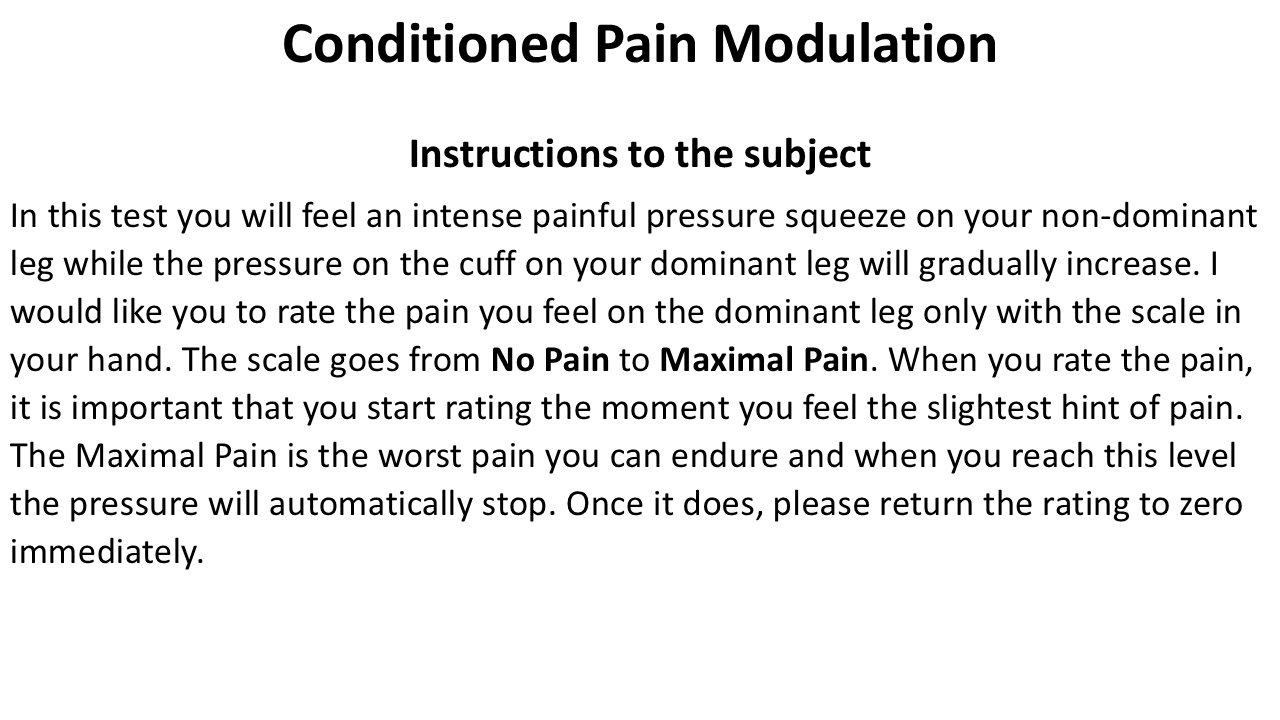 Conditioned Pain Modulation
Instructions to the subject
In this test you will feel an intense painful pressure squeeze on your non-dominant
leg while the pressure on the cuff on your dominant leg will gradually increase. I
would like you to rate the pain you feel on the dominant leg only with the scale in
your hand. The scale goes from No Pain to Maximal Pain. When you rate the pain,
it is important that you start rating the moment you feel the slightest hint of pain.
The Maximal Pain is the worst pain you can endure and when you reach this level
the pressure will automatically stop. Once it does, please return the rating to zero
immediately.